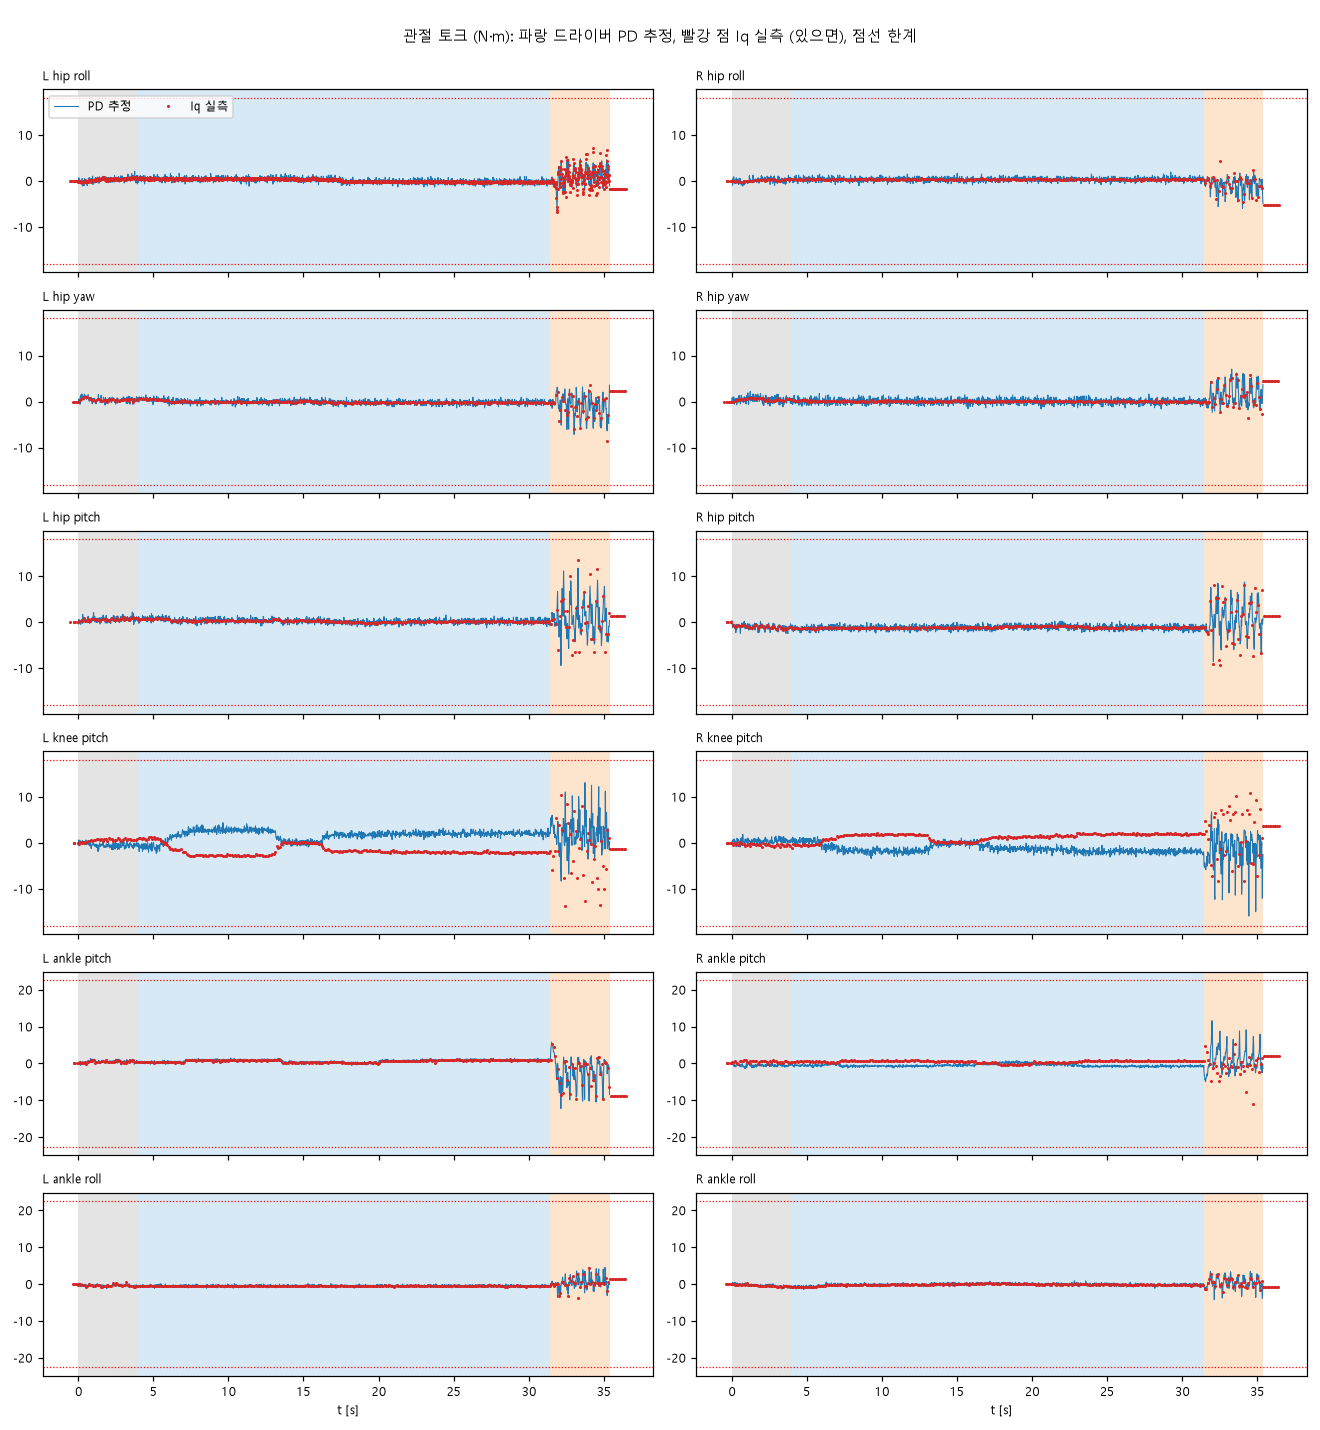 관절 토크 (N·m): 파랑 드라이버 PD 추정, 빨강 점 Iq 실측 (있으면), 점선 한계
L hip roll
R hip roll
PD 추정
Iq 실측
10
0
-10
10
0
-10
L hip yaw
R hip yaw
10
0
-10
10
0
-10
L hip pitch
R hip pitch
10
0
-10
10
0
-10
L knee pitch
R knee pitch
10
0
-10
10
0
-10
L ankle pitch
R ankle pitch
20
10
0
-10
-20
20
10
0
-10
-20
L ankle roll
R ankle roll
20
10
0
-10
-20
20
10
0
-10
-20
0 5 10 15 20 25 30 35
0 5 10 15 20 25 30 35
t [s]
t [s]